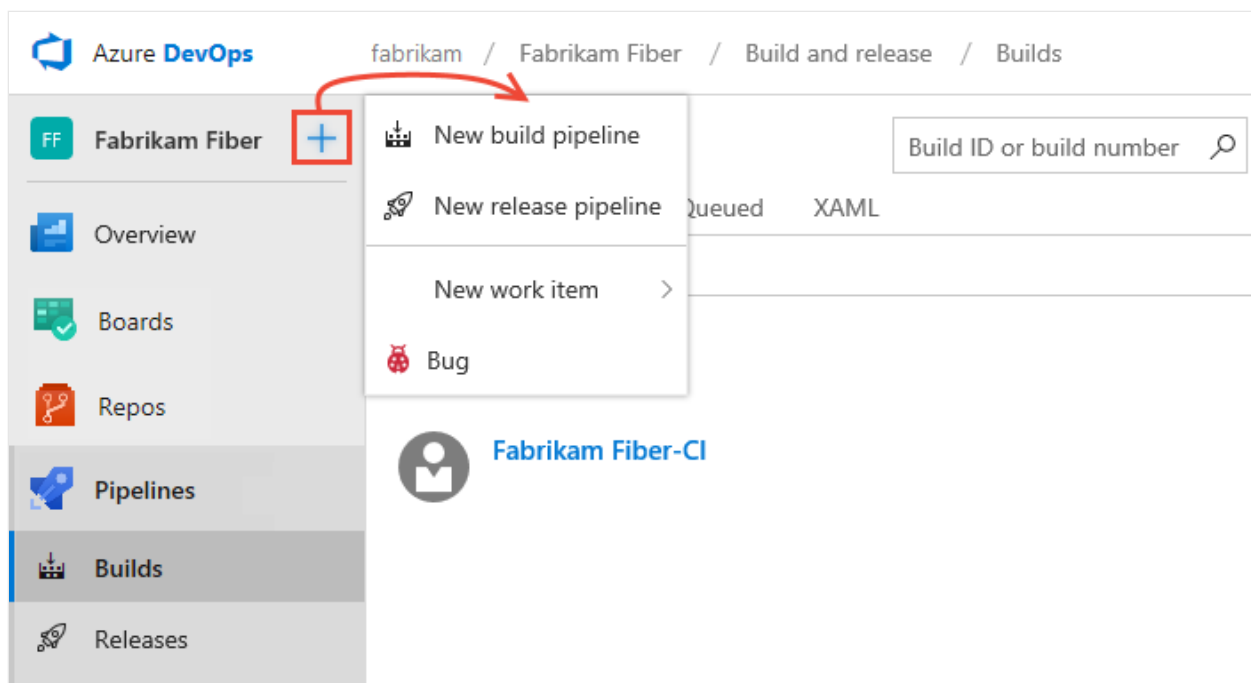 Azure DevOps
fabrikam / Fabrikam Fiber / Build and release / Builds
FF Fabrikam Fiber
New build pipeline
Build ID or build number
New release pipeline
XAML
Overview
New work item
Boards
Bug
Repos
Fabrikam Fiber-CI
Pipelines
Builds
Releases